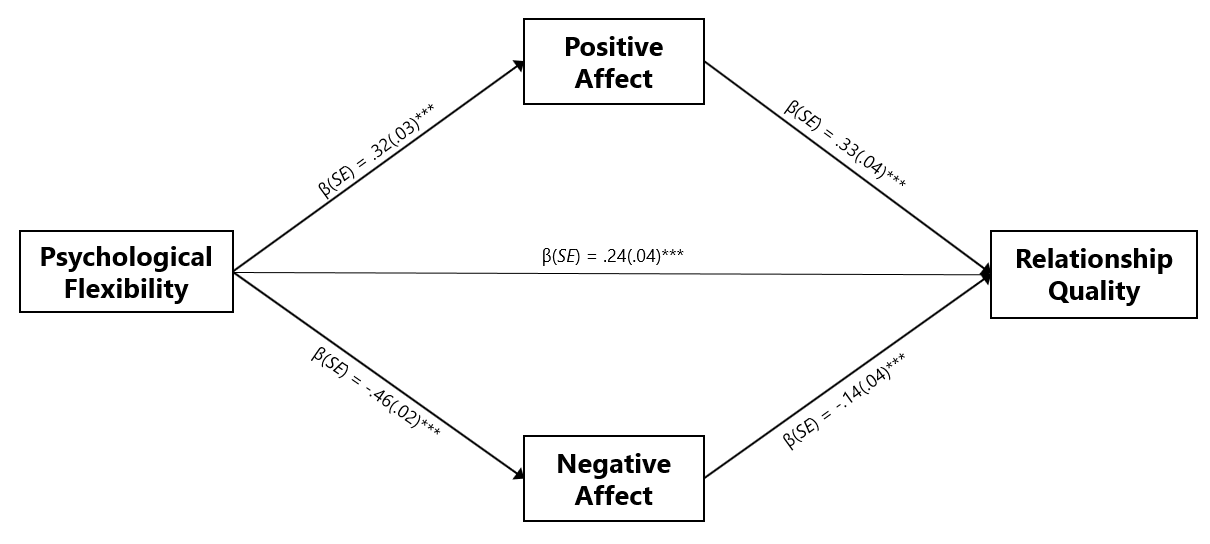 Positive
Affect
β(SE) = .32(.03)***
β(SE) = .33(.04)***
Psychological
Flexibility
β(SE) = .24(.04)***
Relationship
Quality
β(SE) = -.46(.02)***
β(SE) = -.14(.04)***
Negative
Affect